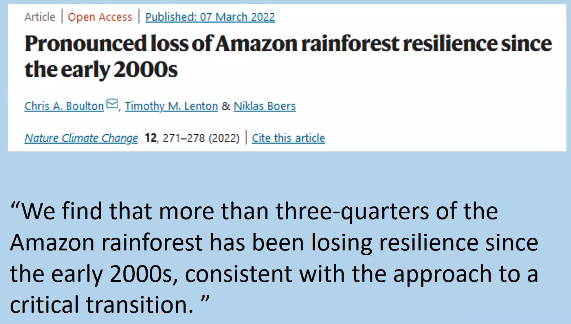 Article | Open Access | Published: 07 March 2022
Pronounced loss of Amazon rainforest resilience since
the early 2000s
Chris A. Boulton, Timothy M. Lenton & Niklas Boers
Nature Climate Change 12, 271–278 (2022) | Cite this article
“We find that more than three-quarters of the
Amazon rainforest has been losing resilience since
the early 2000s, consistent with the approach to a
critical transition. ”